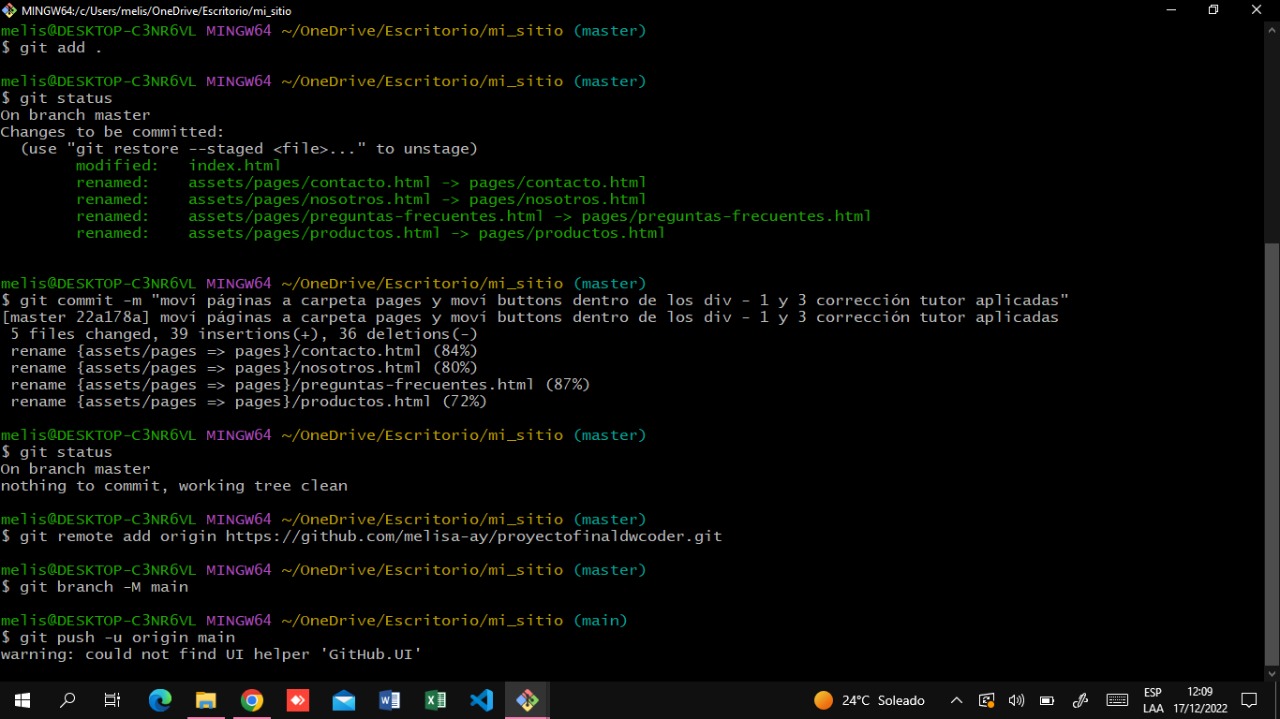 MINGW64:/c/Users/melis/OneDrive/Escritorio/mi_sitio
melis@DESKTOP-C3NR6VL MINGW64 ~/OneDrive/Escritorio/mi_sitio (master)
$ git add .
melis@DESKTOP-C3NR6VL MINGW64 ~/OneDrive/Escritorio/mi_sitio (master)
$ git status
On branch master
Changes to be committed:
  (use "git restore --staged <file>..." to unstage)
        modified:   index.html
        renamed:    assets/pages/contacto.html -> pages/contacto.html
        renamed:    assets/pages/nosotros.html -> pages/nosotros.html
        renamed:    assets/pages/preguntas-frecuentes.html -> pages/preguntas-frecuentes.html
        renamed:    assets/pages/productos.html -> pages/productos.html
melis@DESKTOP-C3NR6VL MINGW64 ~/OneDrive/Escritorio/mi_sitio (master)
$ git commit -m "moví páginas a carpeta pages y moví buttons dentro de los div - 1 y 3 corrección tutor aplicadas"
[master 22a178a] moví páginas a carpeta pages y moví buttons dentro de los div - 1 y 3 corrección tutor aplicadas
 5 files changed, 39 insertions(+), 36 deletions(-)
 rename {assets/pages => pages}/contacto.html (84%)
 rename {assets/pages => pages}/nosotros.html (80%)
 rename {assets/pages => pages}/preguntas-frecuentes.html (87%)
 rename {assets/pages => pages}/productos.html (72%)
melis@DESKTOP-C3NR6VL MINGW64 ~/OneDrive/Escritorio/mi_sitio (master)
$ git status
On branch master
nothing to commit, working tree clean
melis@DESKTOP-C3NR6VL MINGW64 ~/OneDrive/Escritorio/mi_sitio (master)
$ git remote add origin https://github.com/melisa-ay/proyectofinaldwcoder.git
melis@DESKTOP-C3NR6VL MINGW64 ~/OneDrive/Escritorio/mi_sitio (master)
$ git branch -M main
melis@DESKTOP-C3NR6VL MINGW64 ~/OneDrive/Escritorio/mi_sitio (main)
$ git push -u origin main
warning: could not find UI helper 'GitHub.UI'
24°C Soleado
ESP
LAA
12:09
17/12/2022